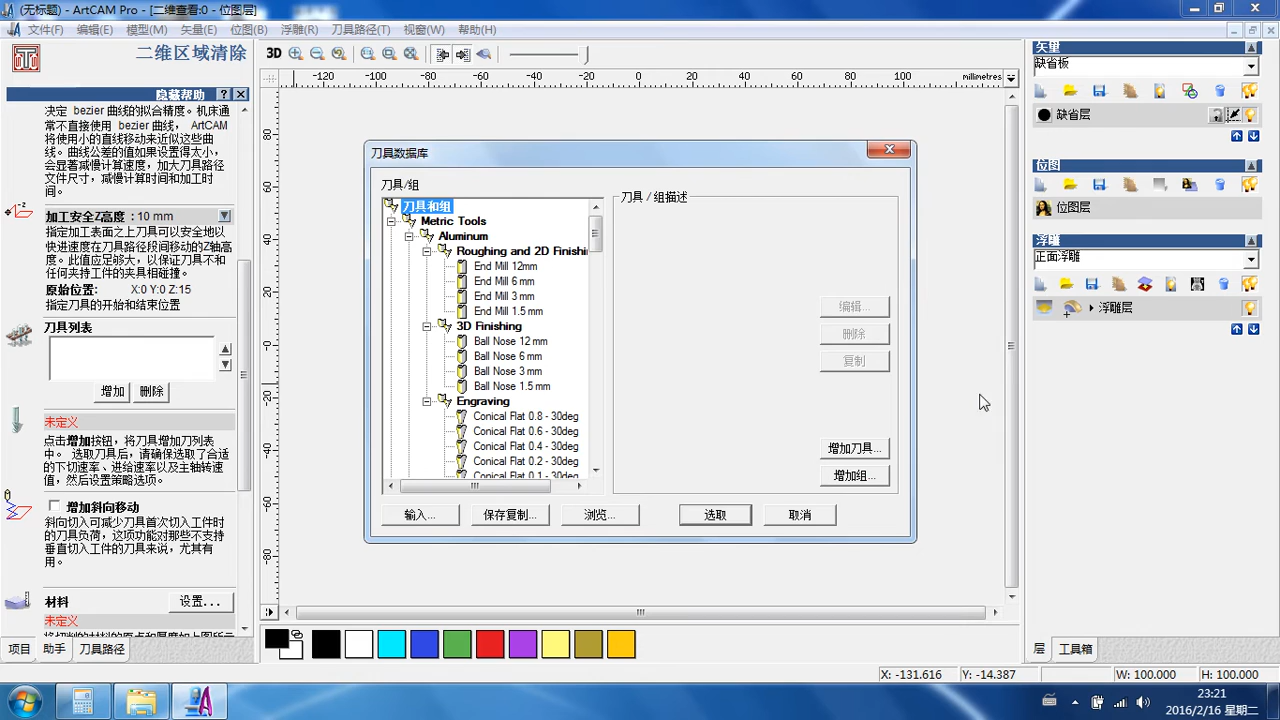 (无标题) - ArtCAM Pro - [二维查看:0 - 位图层]
文件(F) 编辑(E) 模型(M) 矢量(E) 位图(B) 浮雕(R) 刀具路径(T) 视窗(W) 帮助(H)
二维区域清除
隐藏帮助 ?
决定 bezier 曲线的拟合精度。机床通
常不直接使用 bezier 曲线， ArtCAM
将使用小的直线移动来近似这些曲
线。曲线公差的值如果设置得太小，
会显著减慢计算速度，加大刀具路径
文件尺寸，减慢计算时间和加工时
间。
加工安全Z高度：10 mm
指定加工表面之上刀具可以安全地以
快进速度在刀具路径段间移动的Z轴高
度。此值应足够大，以保证刀具不和
任何夹持工件的夹具相碰撞。
原始位置: X:0 Y:0 Z:15
指定刀具的开始和结束位置
刀具列表
增加 删除
未定义
点击增加按钮，将刀具增加刀列表
中。 选取刀具后，请确保选取了合适
的下切速率、进给速率以及主轴转速
值，然后设置策略选项。
增加斜向移动
斜向切入可减少刀具首次切入工件时
的刀具负荷，这项功能对那些不支持
垂直切入工件的刀具来说，尤其有
用。
材料 设置...
未定义
项目 助手 刀具路径
3D
-120 -100 -80 -60 -40 -20 0 20 40 60 80 100 millimetres
80
60
40
20
-0
-20
-40
-60
-80
刀具数据库
刀具/组
刀具和组
Metric Tools
Aluminum
Roughing and 2D Finishin
End Mill 12mm
End Mill 6 mm
End Mill 3 mm
End Mill 1.5 mm
3D Finishing
Ball Nose 12 mm
Ball Nose 6 mm
Ball Nose 3 mm
Ball Nose 1.5 mm
Engraving
Conical Flat 0.8 - 30deg
Conical Flat 0.6 - 30deg
Conical Flat 0.4 - 30deg
Conical Flat 0.2 - 30deg
Conical Flat 0.1 - 30deg
刀具 / 组描述
编辑...
删除
复制
增加刀具...
增加组...
输入... 保存复制... 浏览... 选取 取消
矢量
缺省板
缺省层
位图
位图层
浮雕
正面浮雕
浮雕层
层 工具箱
X: -131.616 Y: -14.387 W: 100.000 H: 100.000
23:21
2016/2/16 星期二